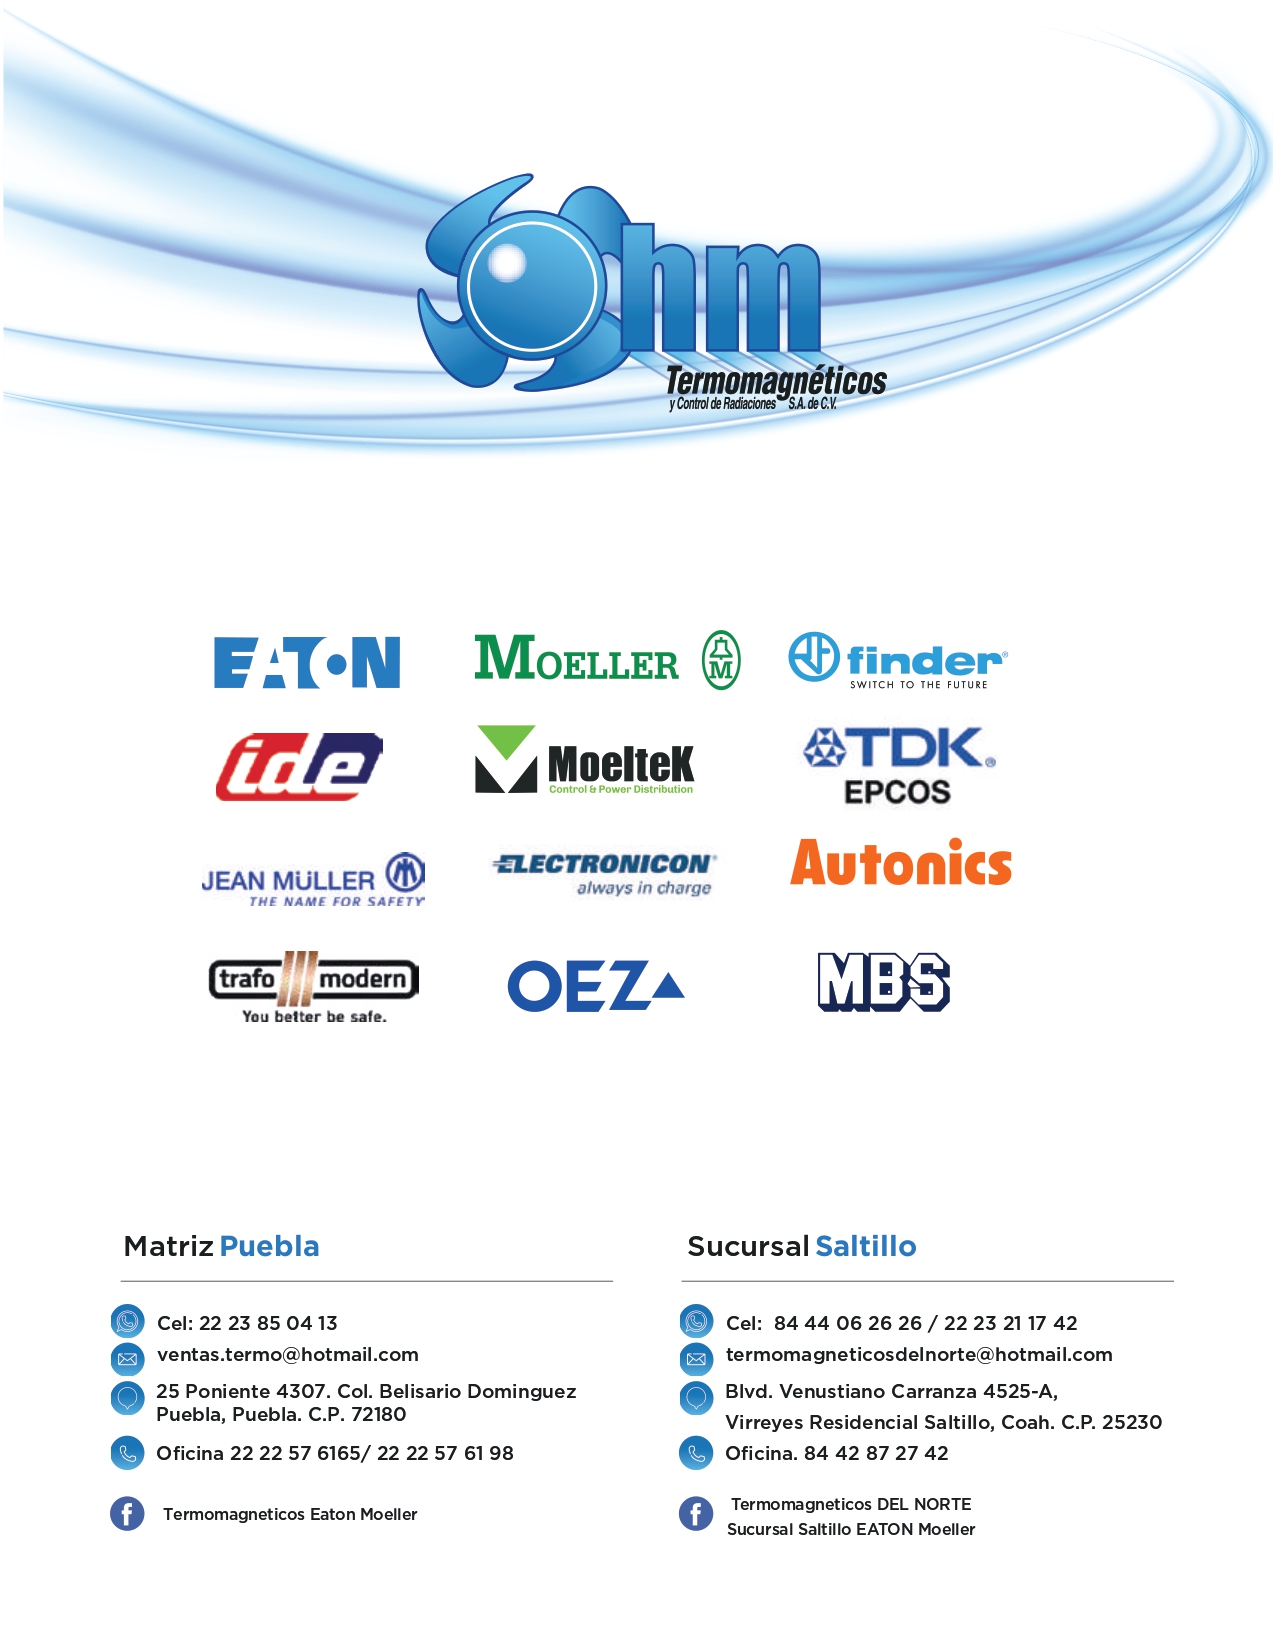 Ohm
Termomagnéticos
y Control de Radiaciones S.A. de C.V.
EATON
MOELLER M
finder®
SWITCH TO THE FUTURE
ide
MoelteK
Control & Power Distribution
TDK®
EPCOS
JEAN MÜLLER
THE NAME FOR SAFETY
ELECTRONICON®
always in charge
Autonics
trafo modern
You better be safe.
OEZ
MBS
Matriz Puebla
Cel: 22 23 85 04 13
ventas.termo@hotmail.com
25 Poniente 4307. Col. Belisario Dominguez
Puebla, Puebla. C.P. 72180
Oficina 22 22 57 6165/ 22 22 57 61 98
Termomagneticos Eaton Moeller
Sucursal Saltillo
Cel: 84 44 06 26 26 / 22 23 21 17 42
termomagneticosdelnorte@hotmail.com
Blvd. Venustiano Carranza 4525-A,
Virreyes Residencial Saltillo, Coah. C.P. 25230
Oficina. 84 42 87 27 42
Termomagneticos DEL NORTE
Sucursal Saltillo EATON Moeller